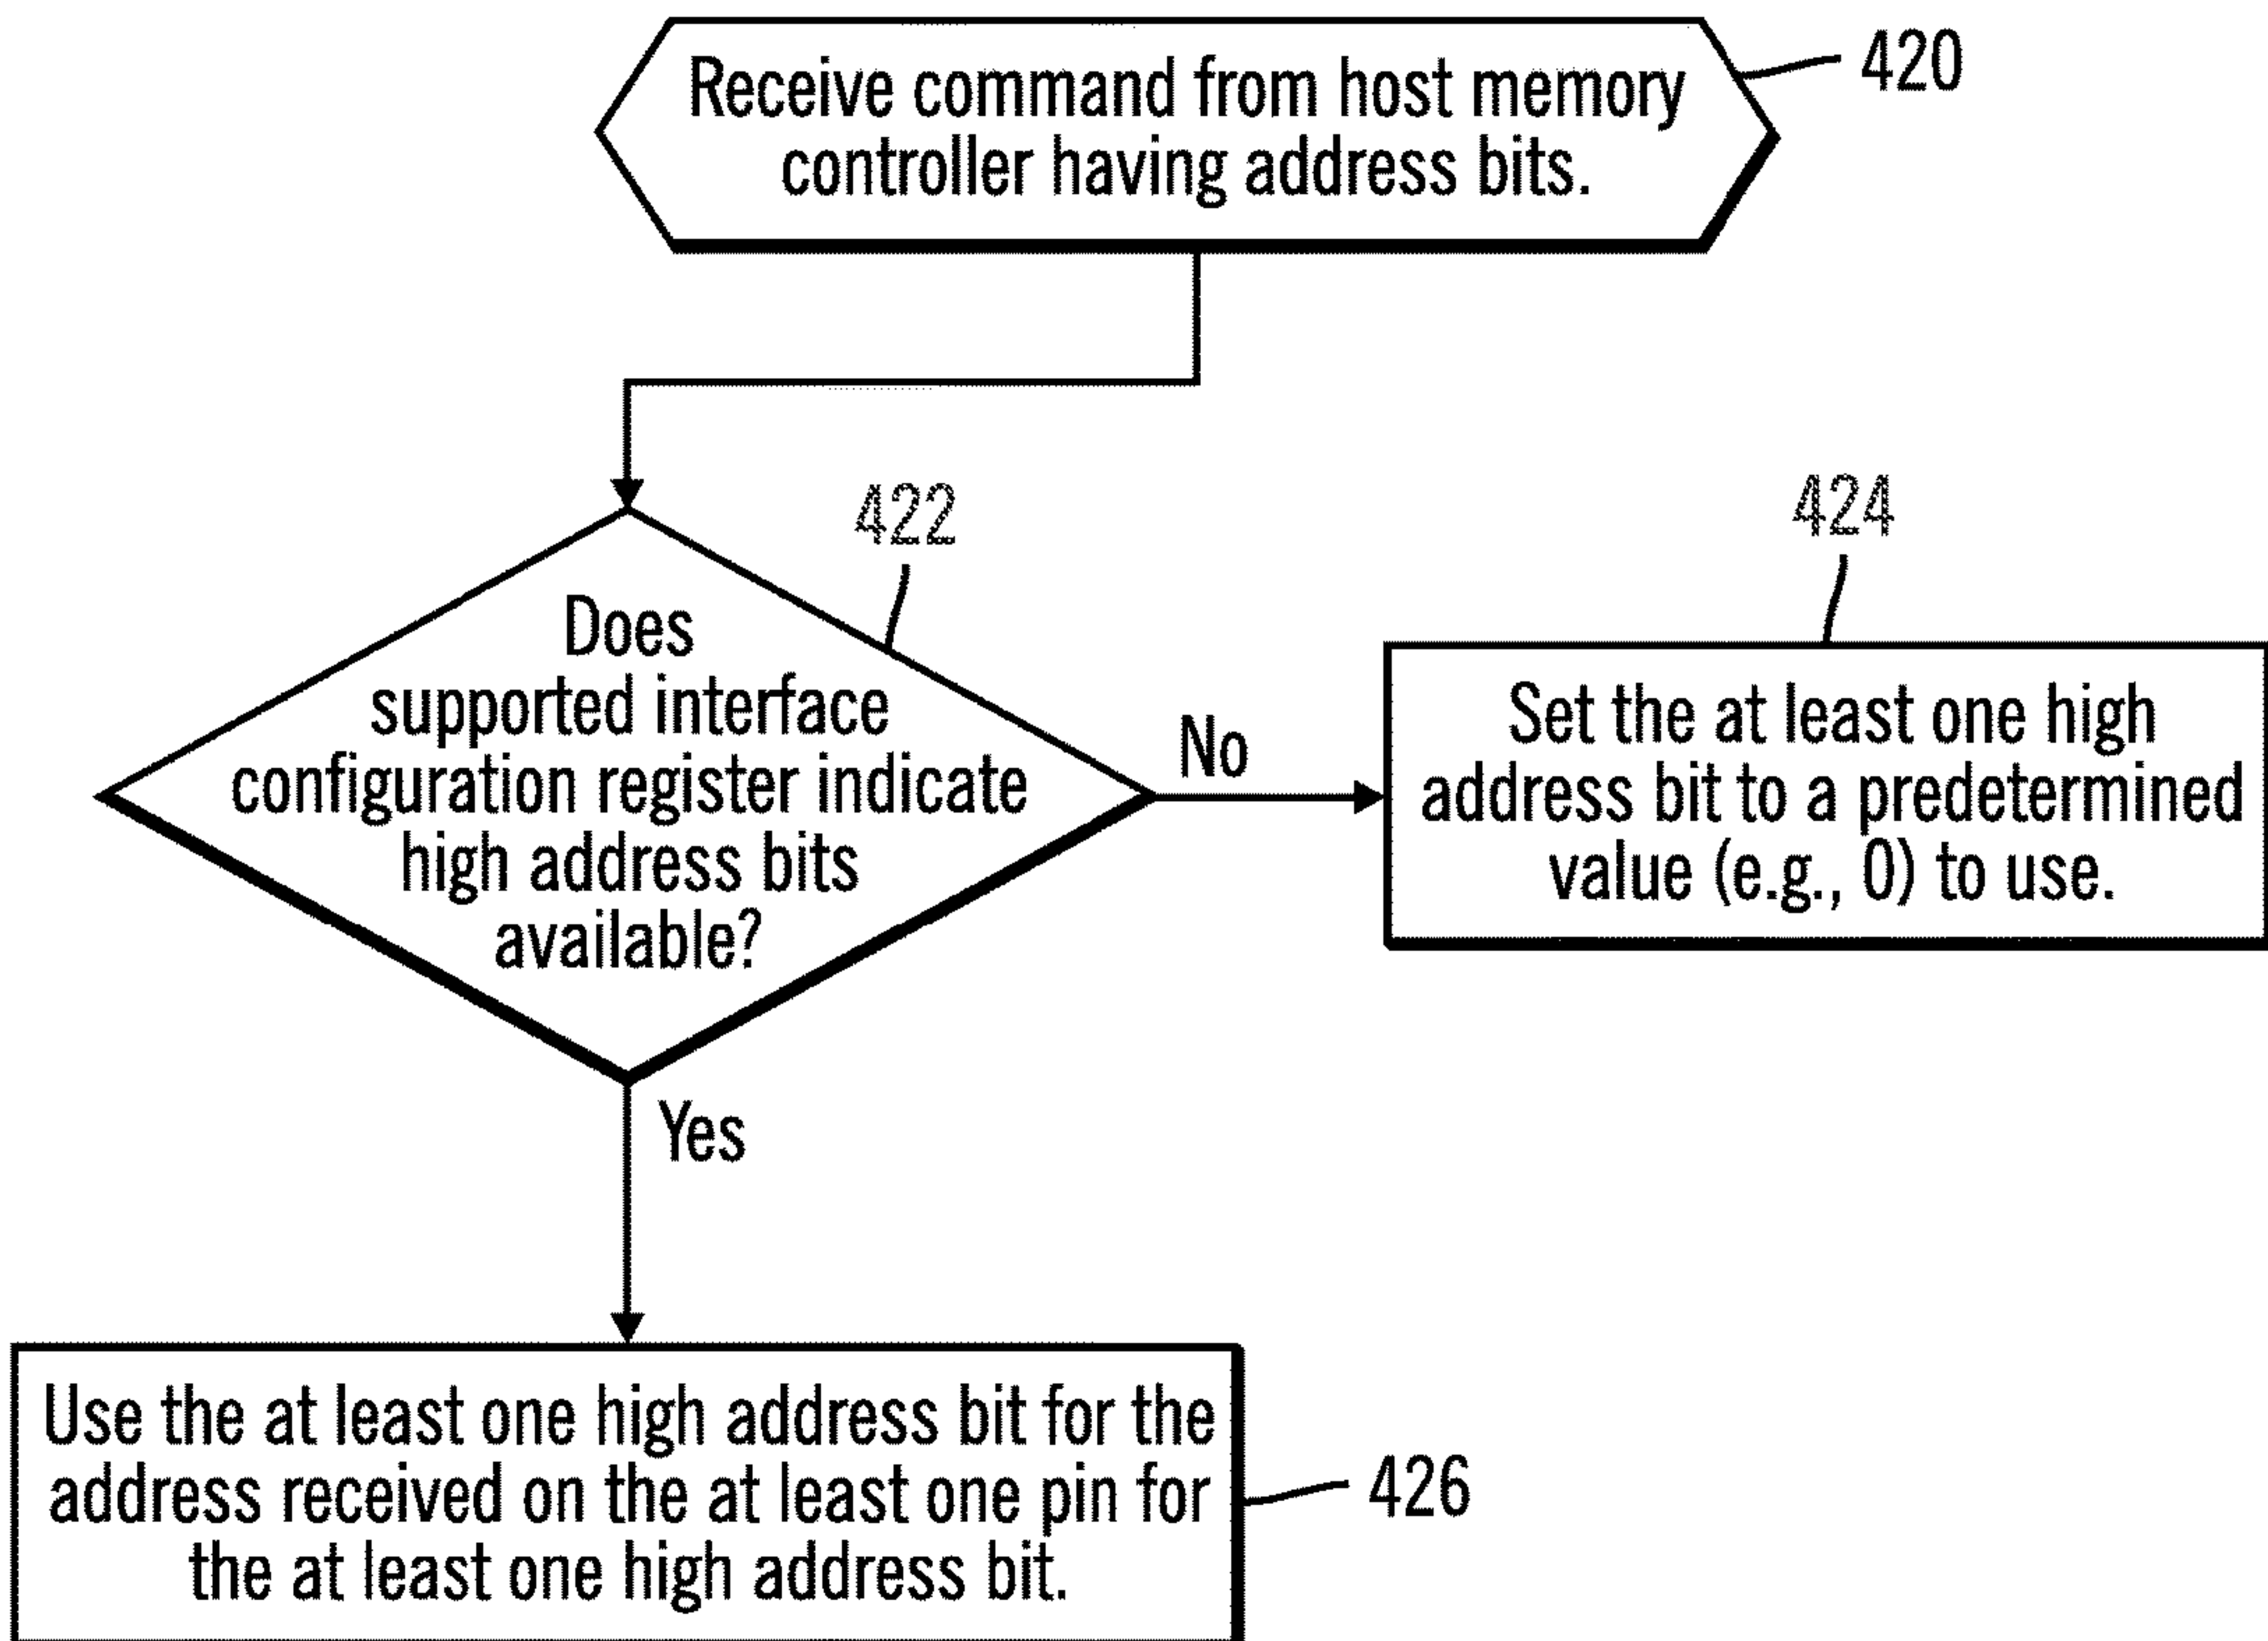 Receive command from host memory
controller having address bits.
420
422
Does
supported interface
configuration register indicate
high address bits
available?
No
424
Set the at least one high
address bit to a predetermined
value (e.g., 0) to use.
Yes
Use the at least one high address bit for the
address received on the at least one pin for
the at least one high address bit.
426